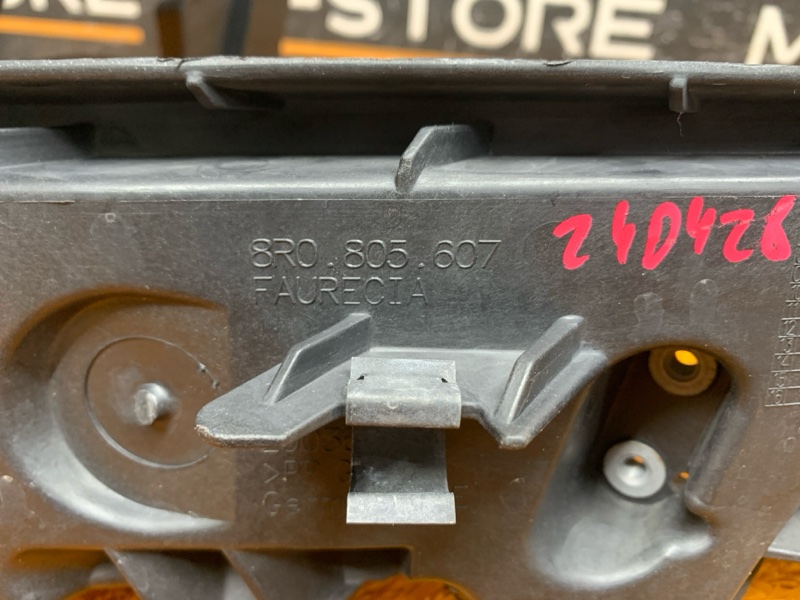 -STORE
M
8R0.805.607
24D428
FAURECIA